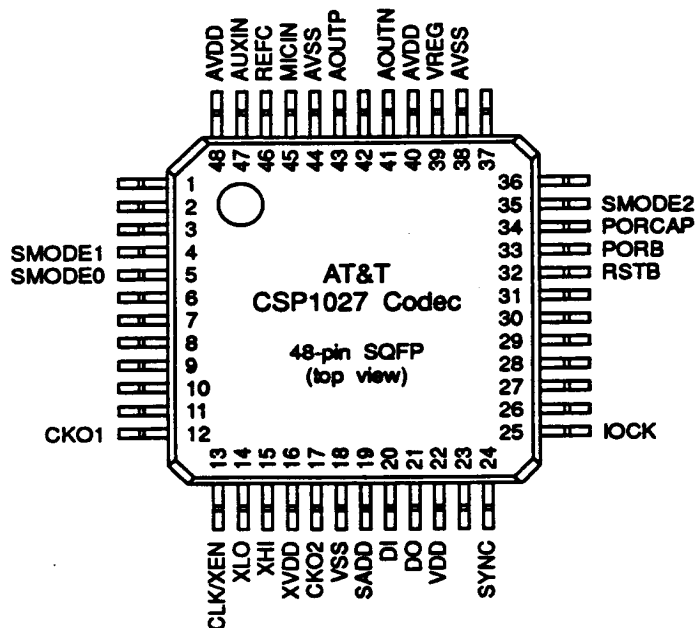 AVDD
AUXIN
REFC
MICIN
AVSS
AOUTP
AOUTN
AVDD
VREG
AVSS
48
47
46
45
44
43
42
41
40
39
38
37
1
2
3
SMODE1 4
SMODE0 5
6
7
8
9
10
11
CKO1 12
AT&T
CSP1027 Codec
48-pin SQFP
(top view)
36
35 SMODE2
34 PORCAP
33 PORB
32 RSTB
31
30
29
28
27
26
25 IOCK
13
14
15
16
17
18
19
20
21
22
23
24
CLK/XEN
XLO
XHI
XVDD
CKO2
VSS
SADD
DI
DO
VDD
SYNC